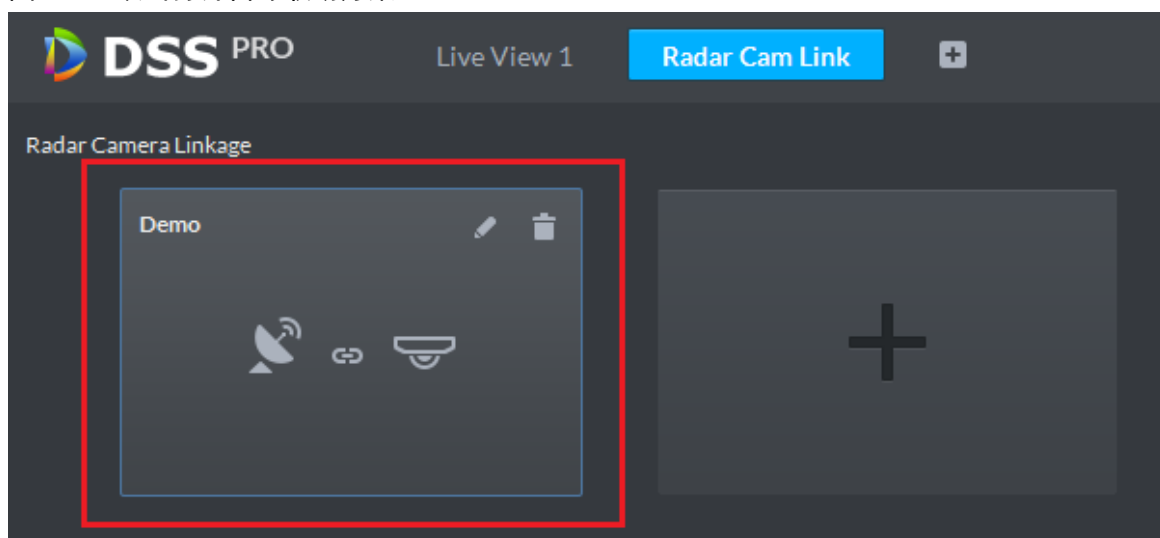 DSS PRO
Live View 1
Radar Cam Link
Radar Camera Linkage
Demo